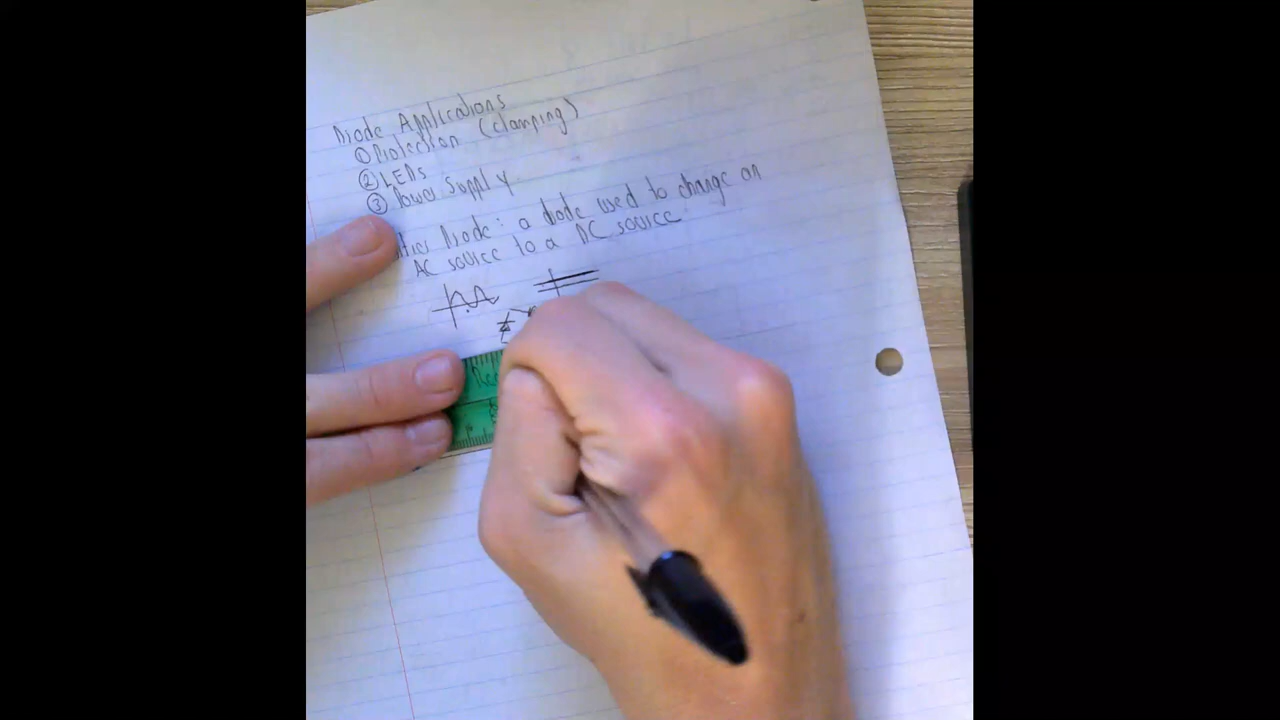 Diode Applications
① Protection (clamping)
② LEDs
③ Power Supply
Diode: a diode used to change an
AC source to a DC source